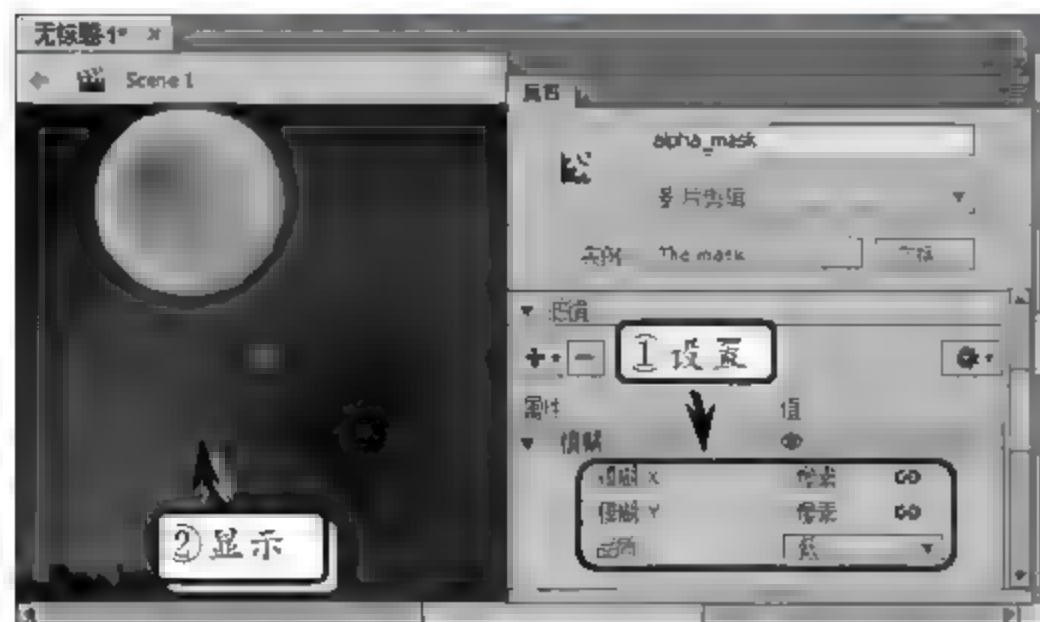 无标题-1* ×
Scene 1
属性
alpha_mask
影片剪辑
实例 The mask
滤镜
①设置
属性 值
模糊
模糊 X 像素
模糊 Y 像素
品质 低
②显示